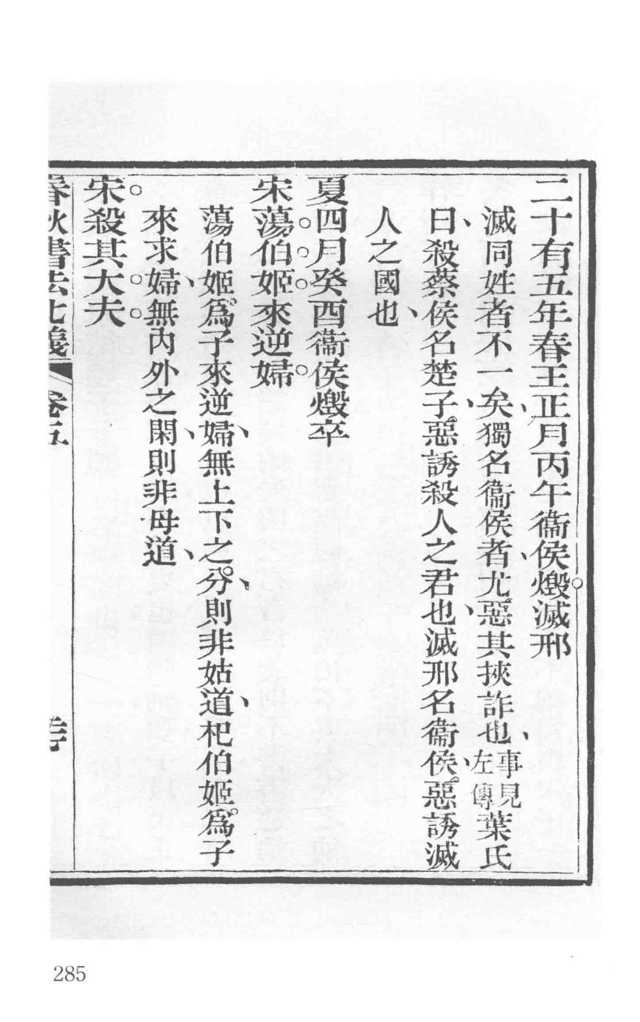 二十有五年春王正月丙午衞侯燬滅邢
滅同姓者不一矣獨名衞侯者尤惡其挾詐也事見左傳葉氏
曰殺蔡侯名楚子惡誘殺人之君也滅邢名衞侯惡誘滅
人之國也
夏四月癸酉衞侯燬卒
宋蕩伯姬來逆婦
蕩伯姬爲子來逆婦無上下之分則非姑道杞伯姬爲子
來求婦無內外之閑則非母道
宋殺其大夫
春秋書法比義 卷五
285